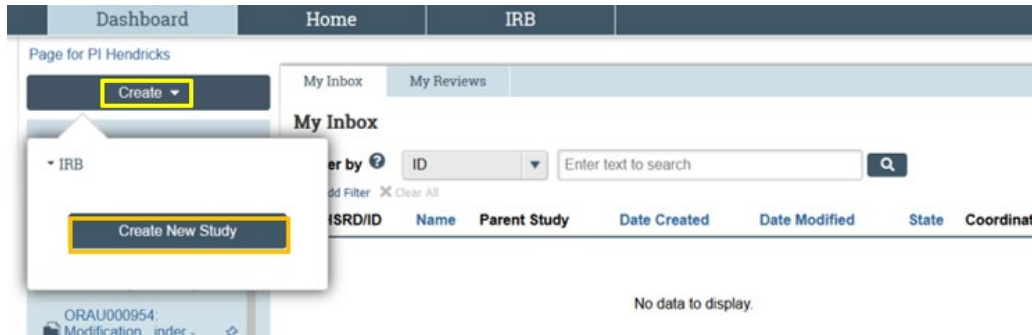 Dashboard Home IRB
Page for PI Hendricks
Create
My Inbox My Reviews
My Inbox
IRB
er by ? ID Enter text to search
dd Filter Clear All
SRD/ID Name Parent Study Date Created Date Modified State Coordinat
Create New Study
No data to display.
ORAU000954:
Modification